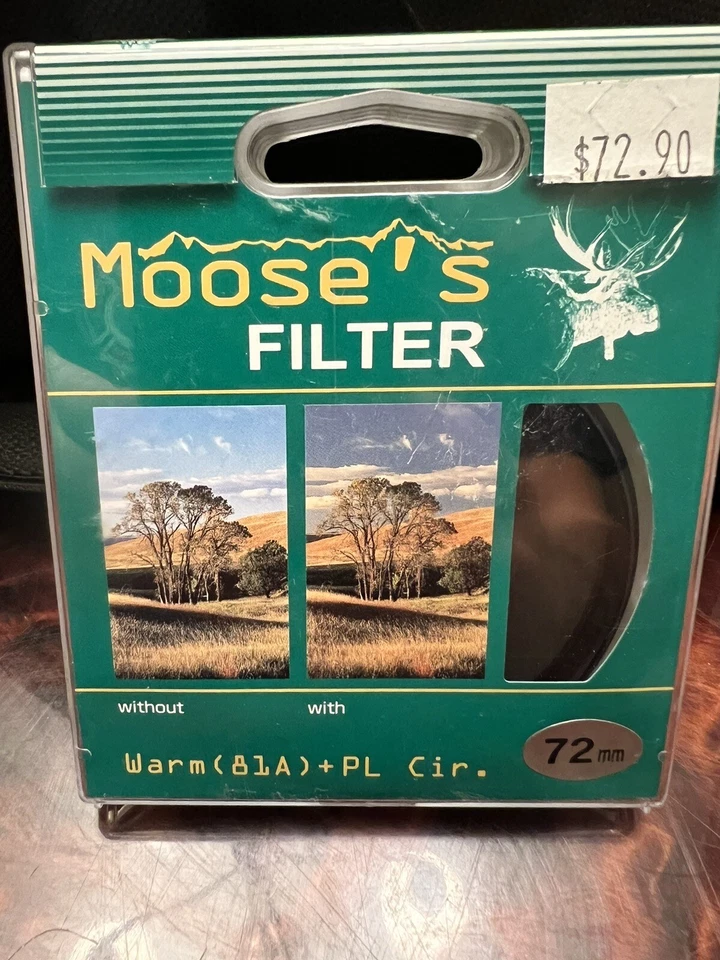 $72.90
Moose's
FILTER
without
with
Warm(81A)+PL Cir.
72mm